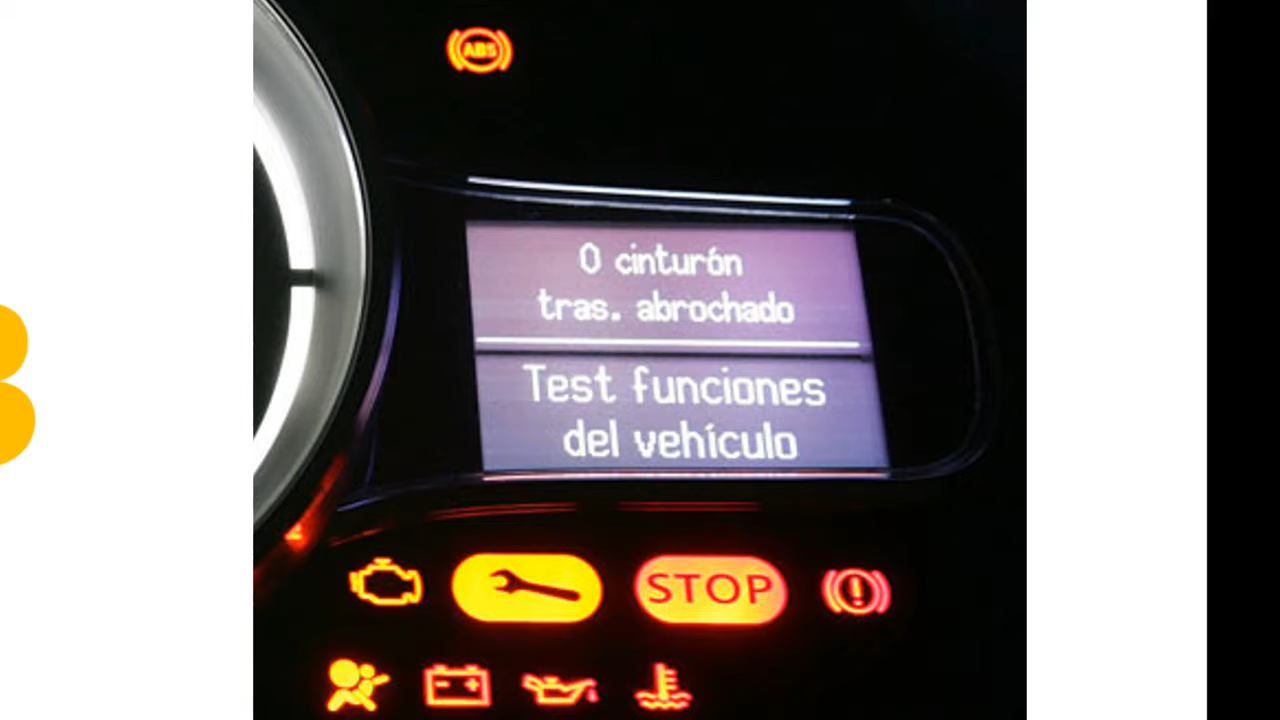 ABS
0 cinturón
tras. abrochado
Test funciones
del vehículo
STOP